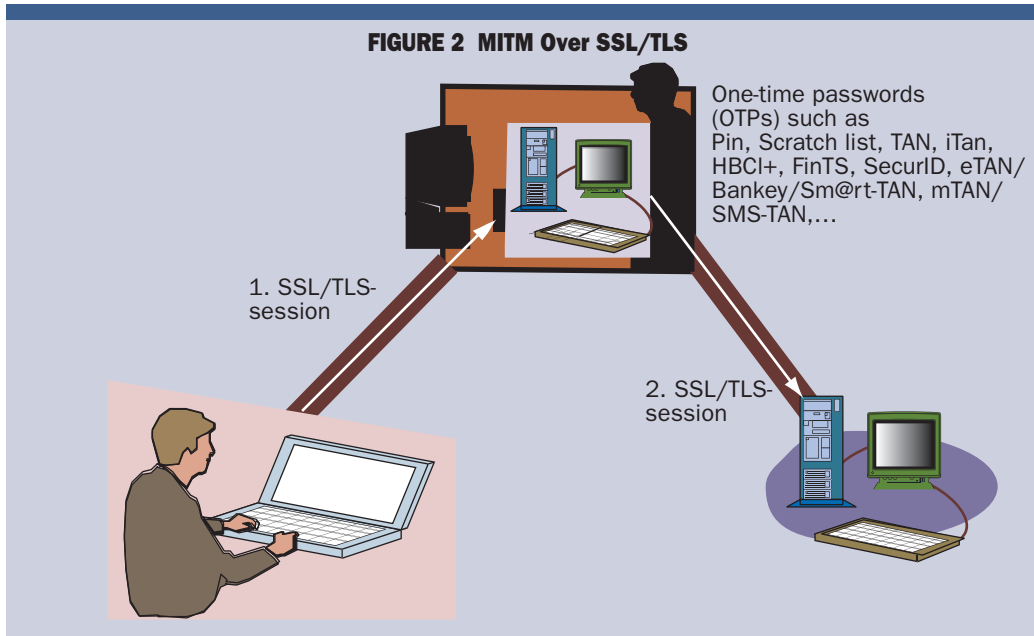 FIGURE 2 MITM Over SSL/TLS
One-time passwords
(OTPs) such as
Pin, Scratch list, TAN, iTan,
HBCI+, FinTS, SecurID, eTAN/
Bankey/Sm@rt-TAN, mTAN/
SMS-TAN,...
1. SSL/TLS-
session
2. SSL/TLS-
session